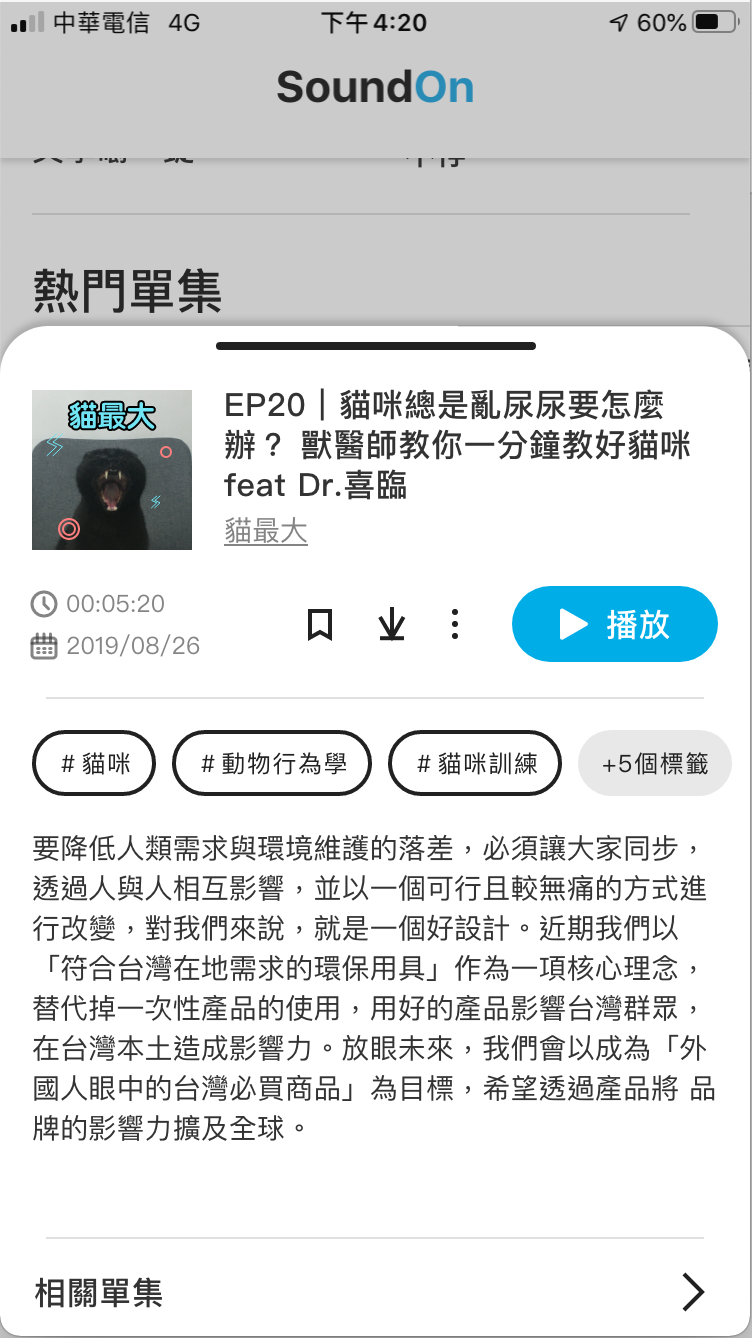 中華電信 4G 下午4:20 60%
SoundOn
熱門單集
貓最大
EP20｜貓咪總是亂尿尿要怎麼
辦？ 獸醫師教你一分鐘教好貓咪
feat Dr.喜臨
貓最大
00:05:20
2019/08/26
播放
# 貓咪 # 動物行為學 # 貓咪訓練 +5個標籤
要降低人類需求與環境維護的落差，必須讓大家同步，
透過人與人相互影響，並以一個可行且較無痛的方式進
行改變，對我們來說，就是一個好設計。近期我們以
「符合台灣在地需求的環保用具」作為一項核心理念，
替代掉一次性產品的使用，用好的產品影響台灣群眾，
在台灣本土造成影響力。放眼未來，我們會以成為「外
國人眼中的台灣必買商品」為目標，希望透過產品將 品
牌的影響力擴及全球。
相關單集